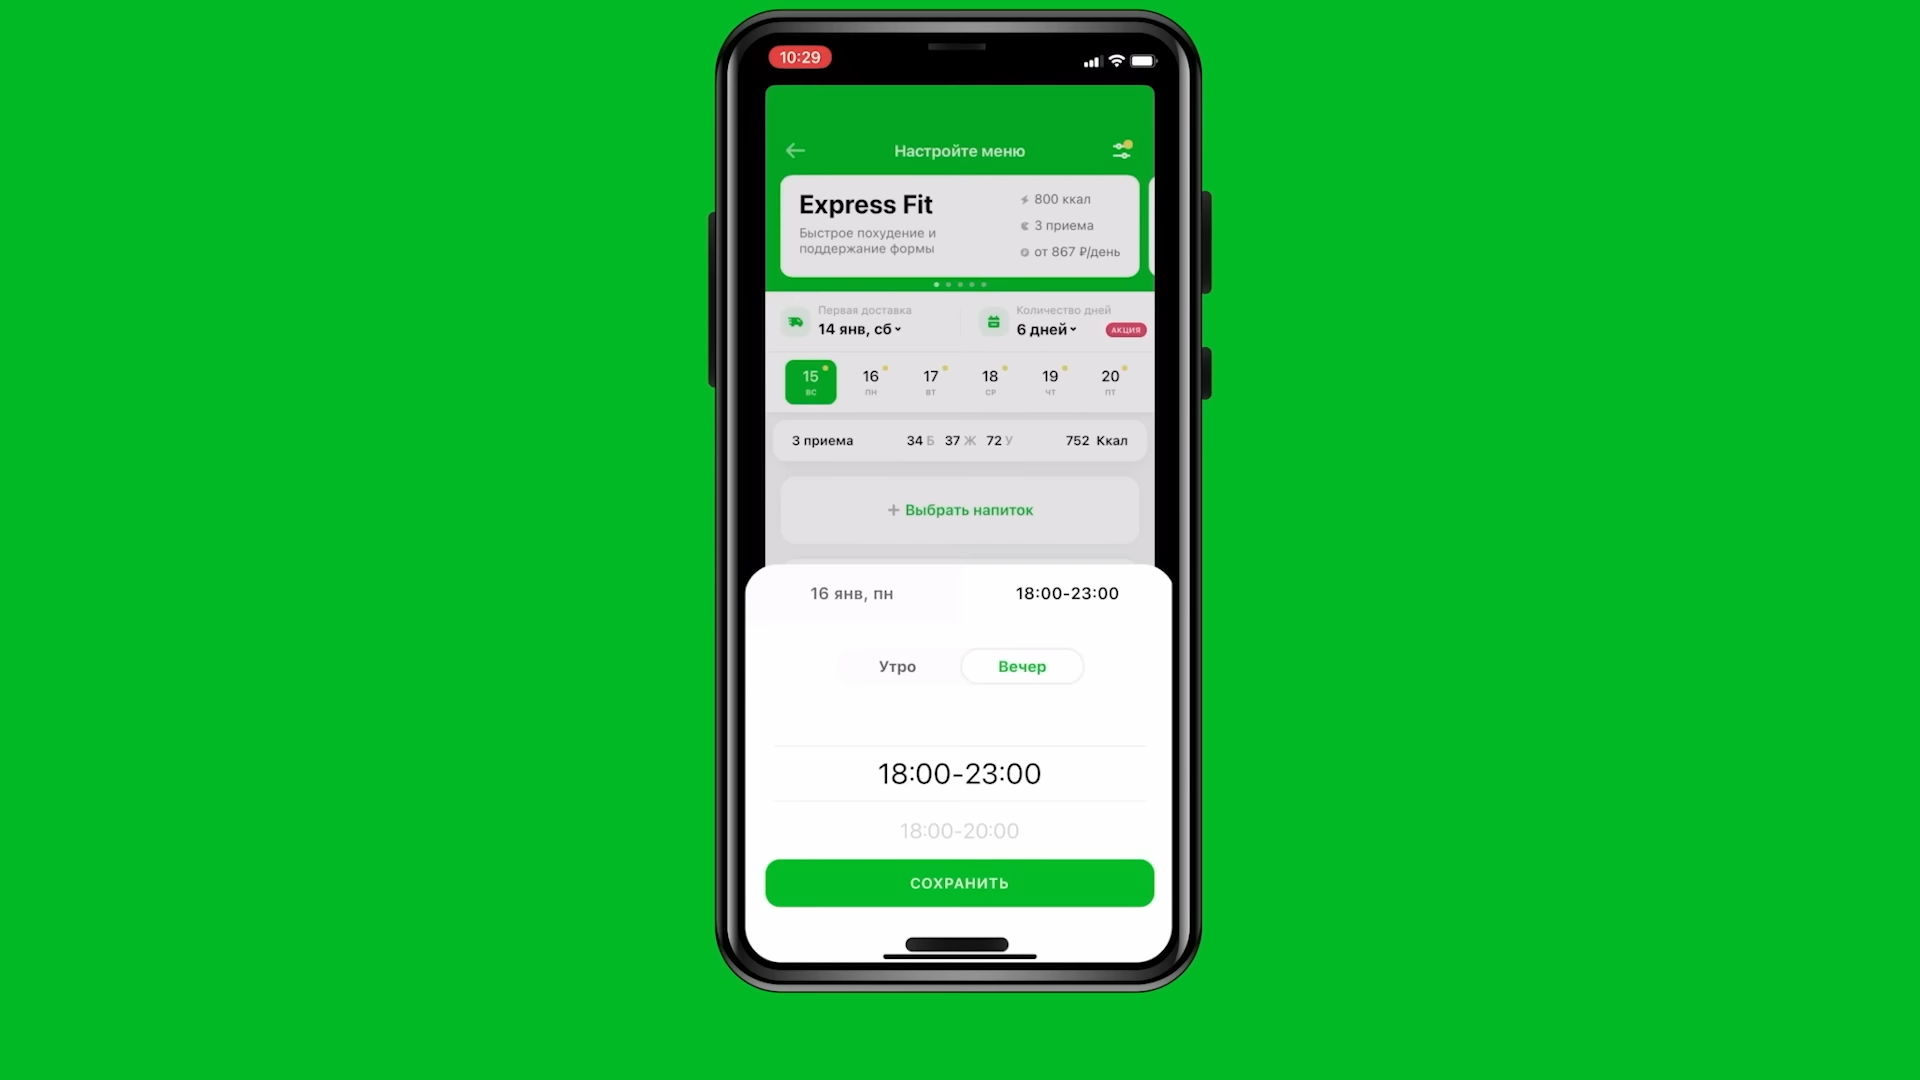 10:29
Настройте меню
Express Fit
Быстрое похудение и
поддержание формы
800 ккал
3 приема
от 867 ₽/день
Первая доставка
14 янв, сб
Количество дней
6 дней
АКЦИЯ
15 16 17 18 19 20
ВС ПН ВТ СР ЧТ ПТ
3 приема 34 Б 37 Ж 72 У 752 Ккал
+ Выбрать напиток
16 янв, пн 18:00-23:00
Утро Вечер
18:00-23:00
18:00-20:00
СОХРАНИТЬ